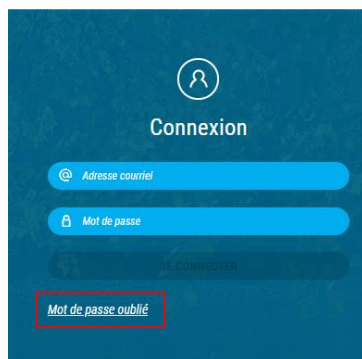 Connexion
Adresse courriel
Mot de passe
SE CONNECTER
Mot de passe oublié